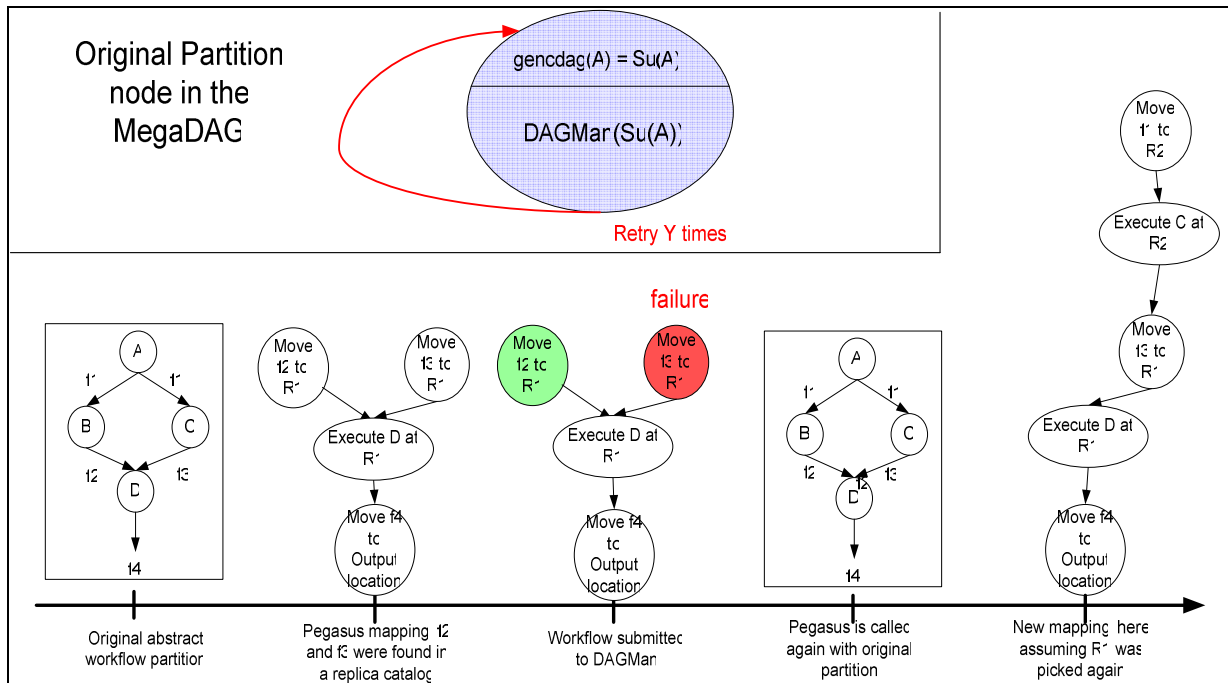 Original Partition
node in the
MegaDAG
gencdag(A) = Su(A)
DAGMan(Su(A))
Retry Y times
A
f1
f1
B
C
f2
f3
D
f4
Move
f2 to
R1
Move
f3 to
R1
Execute D at
R1
Move f4
to
Output
location
failure
Move
f2 to
R1
Move
f3 to
R1
Execute D at
R1
Move f4
to
Output
location
A
f1
f1
B
C
f2
f3
D
f2
f4
Move
f1 to
R2
Execute C at
R2
Move
f3 to
R1
Execute D at
R1
Move f4
to
Output
location
Original abstract
workflow partition
Pegasus mapping, f2
and f3 were found in
a replica catalog
Workflow submitted
to DAGMan
Pegasus is called
again with original
partition
New mapping, here
assuming R1 was
picked again